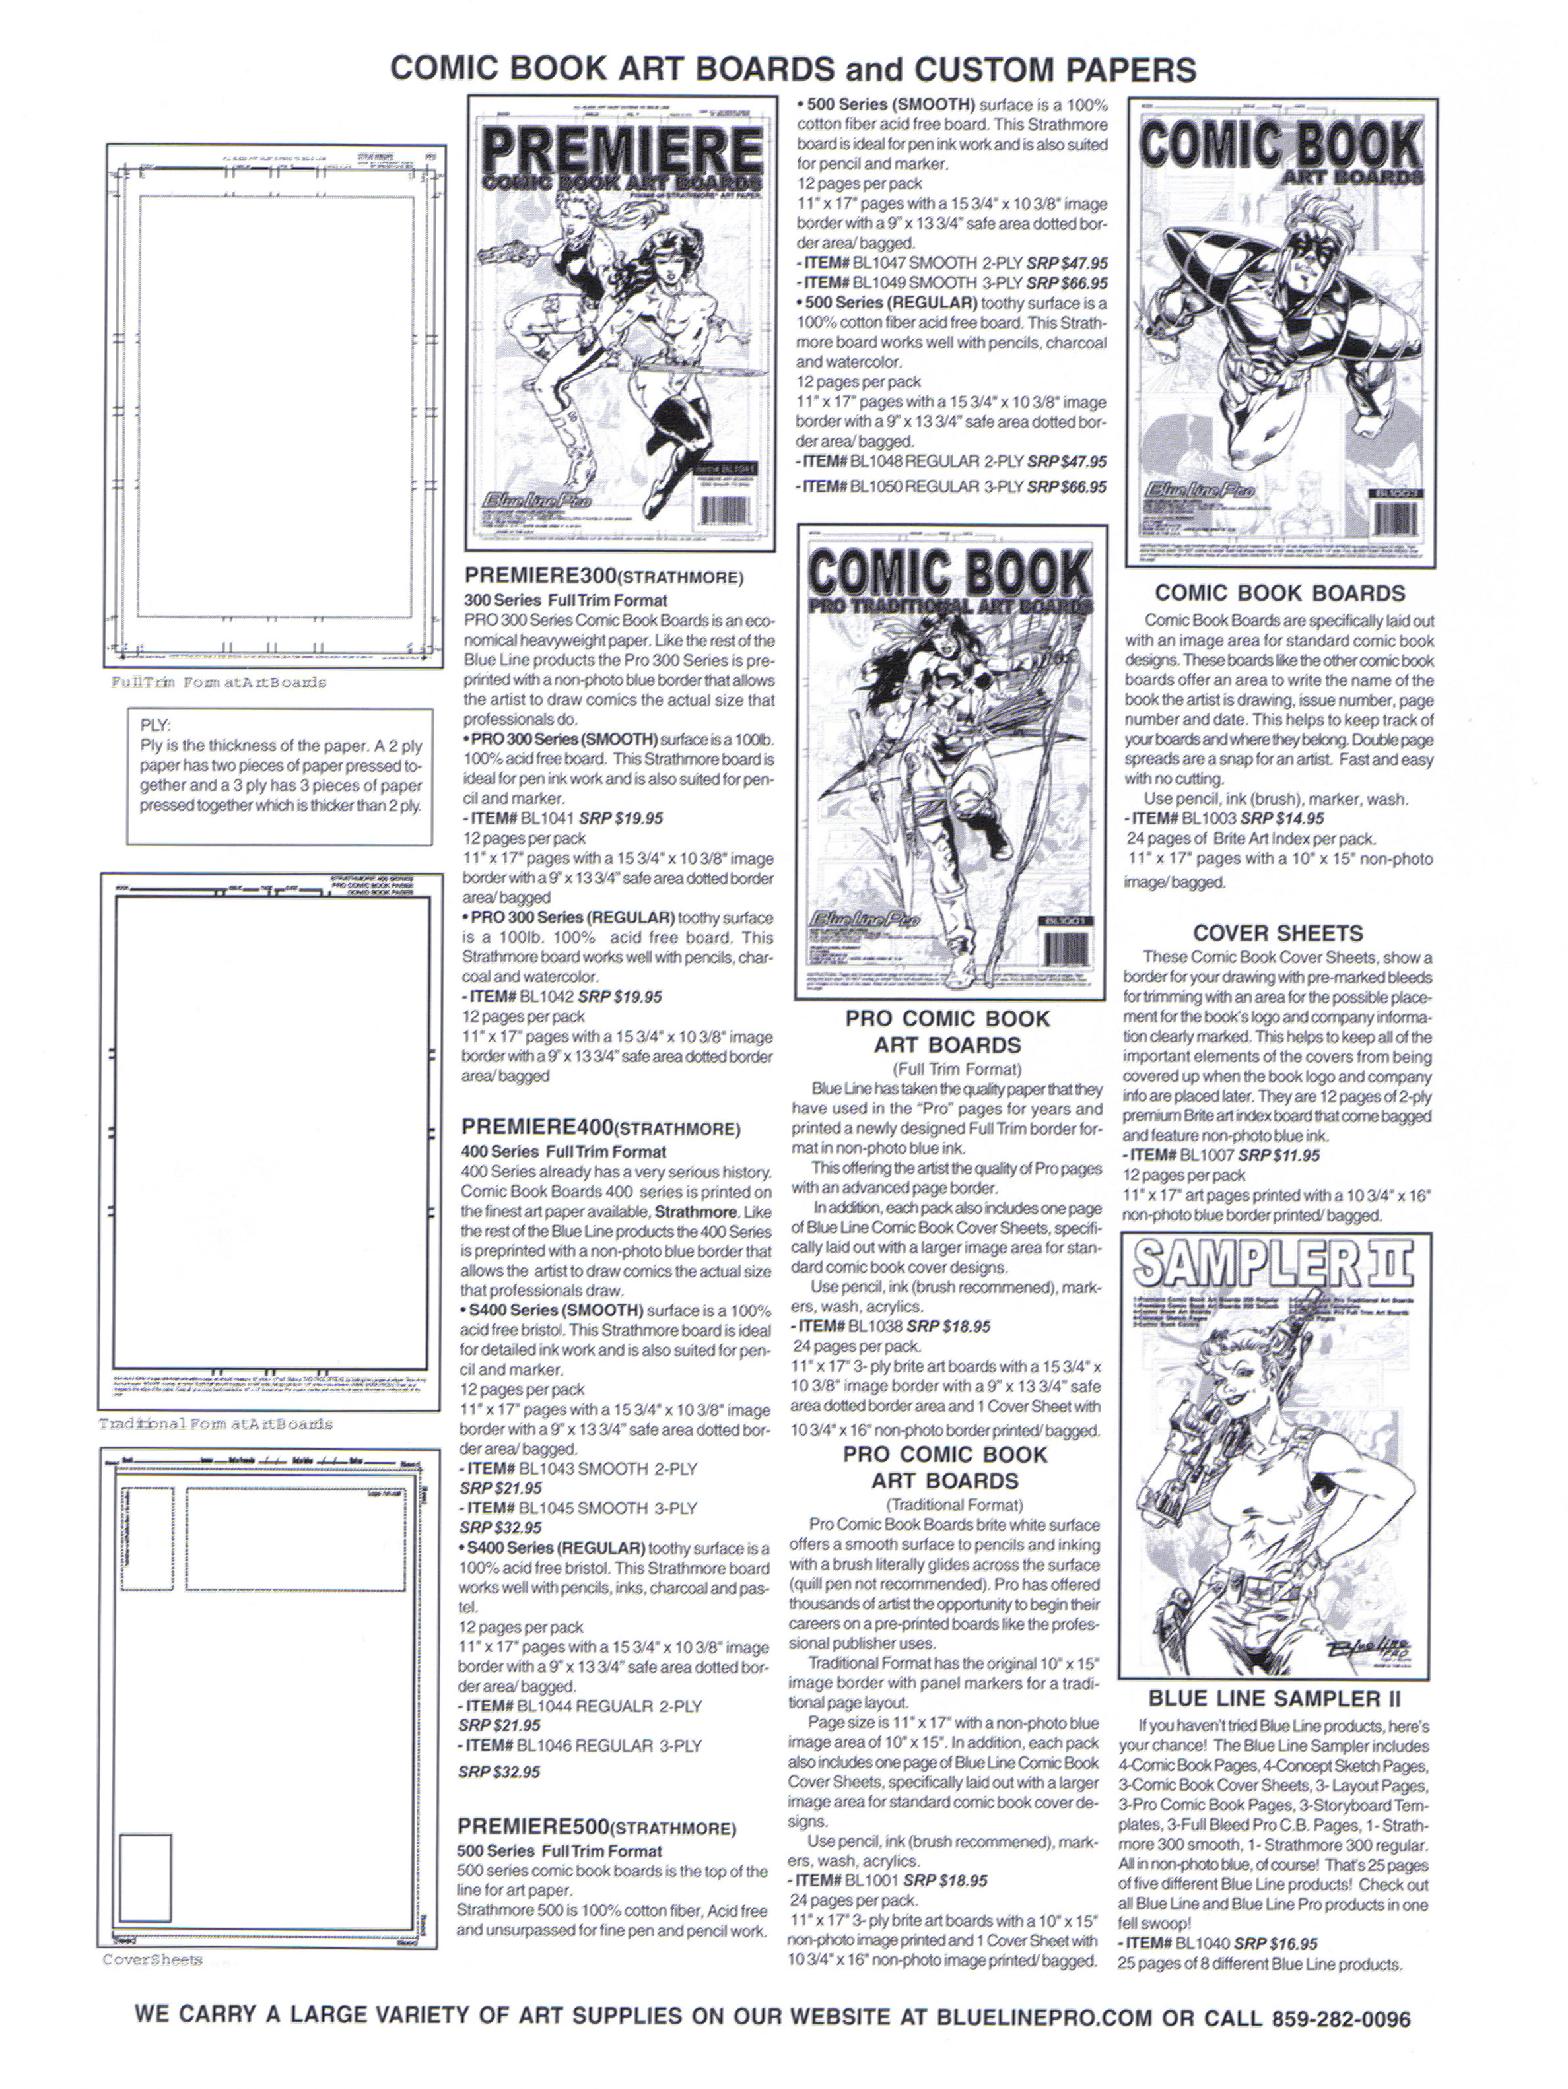 COMIC BOOK ART BOARDS and CUSTOM PAPERS
FullTrim FormatArtBoards
PLY:
Ply is the thickness of the paper. A 2 ply
paper has two pieces of paper pressed to-
gether and a 3 ply has 3 pieces of paper
pressed together which is thicker than 2 ply.
STRATHMORE 400 SERIES
PRO COMIC BOOK PAPER
COMIC BOOK PAPER
Traditional FormatArtBoards
CoverSheets
PREMIERE
COMIC BOOK ART BOARDS
Blue Line Pro
PREMIERE300(STRATHMORE)
300 Series Full Trim Format
PRO 300 Series Comic Book Boards is an eco-
nomical heavyweight paper. Like the rest of the
Blue Line products the Pro 300 Series is pre-
printed with a non-photo blue border that allows
the artist to draw comics the actual size that
professionals do.
• PRO 300 Series (SMOOTH) surface is a 100lb.
100% acid free board. This Strathmore board is
ideal for pen ink work and is also suited for pen-
cil and marker.
- ITEM# BL1041 SRP $19.95
12 pages per pack
11" x 17" pages with a 15 3/4" x 10 3/8" image
border with a 9" x 13 3/4" safe area dotted border
area/ bagged
• PRO 300 Series (REGULAR) toothy surface
is a 100lb. 100% acid free board. This
Strathmore board works well with pencils, char-
coal and watercolor.
- ITEM# BL1042 SRP $19.95
12 pages per pack
11" x 17" pages with a 15 3/4" x 10 3/8" image
border with a 9" x 13 3/4" safe area dotted border
area/ bagged
PREMIERE400(STRATHMORE)
400 Series Full Trim Format
400 Series already has a very serious history.
Comic Book Boards 400 series is printed on
the finest art paper available, Strathmore. Like
the rest of the Blue Line products the 400 Series
is preprinted with a non-photo blue border that
allows the artist to draw comics the actual size
that professionals draw.
• S400 Series (SMOOTH) surface is a 100%
acid free bristol. This Strathmore board is ideal
for detailed ink work and is also suited for pen-
cil and marker.
12 pages per pack
11" x 17" pages with a 15 3/4" x 10 3/8" image
border with a 9" x 13 3/4" safe area dotted bor-
der area/ bagged.
- ITEM# BL1043 SMOOTH 2-PLY
SRP $21.95
- ITEM# BL1045 SMOOTH 3-PLY
SRP $32.95
• S400 Series (REGULAR) toothy surface is a
100% acid free bristol. This Strathmore board
works well with pencils, inks, charcoal and pas-
tel.
12 pages per pack
11" x 17" pages with a 15 3/4" x 10 3/8" image
border with a 9" x 13 3/4" safe area dotted bor-
der area/ bagged.
- ITEM# BL1044 REGUALR 2-PLY
SRP $21.95
- ITEM# BL1046 REGULAR 3-PLY
SRP $32.95
PREMIERE500(STRATHMORE)
500 Series Full Trim Format
500 series comic book boards is the top of the
line for art paper.
Strathmore 500 is 100% cotton fiber, Acid free
and unsurpassed for fine pen and pencil work.
• 500 Series (SMOOTH) surface is a 100%
cotton fiber acid free board. This Strathmore
board is ideal for pen ink work and is also suited
for pencil and marker.
12 pages per pack
11" x 17" pages with a 15 3/4" x 10 3/8" image
border with a 9" x 13 3/4" safe area dotted bor-
der area/ bagged.
- ITEM# BL1047 SMOOTH 2-PLY SRP $47.95
- ITEM# BL1049 SMOOTH 3-PLY SRP $66.95
• 500 Series (REGULAR) toothy surface is a
100% cotton fiber acid free board. This Strath-
more board works well with pencils, charcoal
and watercolor.
12 pages per pack
11" x 17" pages with a 15 3/4" x 10 3/8" image
border with a 9" x 13 3/4" safe area dotted bor-
der area/ bagged.
- ITEM# BL1048 REGULAR 2-PLY SRP $47.95
- ITEM# BL1050 REGULAR 3-PLY SRP $66.95
COMIC BOOK
PRO TRADITIONAL ART BOARDS
Blue Line Pro
BL1001
PRO COMIC BOOK
ART BOARDS
(Full Trim Format)
Blue Line has taken the quality paper that they
have used in the "Pro" pages for years and
printed a newly designed Full Trim border for-
mat in non-photo blue ink.
This offering the artist the quality of Pro pages
with an advanced page border.
In addition, each pack also includes one page
of Blue Line Comic Book Cover Sheets, specifi-
cally laid out with a larger image area for stan-
dard comic book cover designs.
Use pencil, ink (brush recommened), mark-
ers, wash, acrylics.
- ITEM# BL1038 SRP $18.95
24 pages per pack.
11" x 17" 3- ply brite art boards with a 15 3/4" x
10 3/8" image border with a 9" x 13 3/4" safe
area dotted border area and 1 Cover Sheet with
10 3/4" x 16" non-photo border printed/ bagged.
PRO COMIC BOOK
ART BOARDS
(Traditional Format)
Pro Comic Book Boards brite white surface
offers a smooth surface to pencils and inking
with a brush literally glides across the surface
(quill pen not recommended). Pro has offered
thousands of artist the opportunity to begin their
careers on a pre-printed boards like the profes-
sional publisher uses.
Traditional Format has the original 10" x 15"
image border with panel markers for a tradi-
tional page layout.
Page size is 11" x 17" with a non-photo blue
image area of 10" x 15". In addition, each pack
also includes one page of Blue Line Comic Book
Cover Sheets, specifically laid out with a larger
image area for standard comic book cover de-
signs.
Use pencil, ink (brush recommened), mark-
ers, wash, acrylics.
- ITEM# BL1001 SRP $18.95
24 pages per pack.
11" x 17" 3- ply brite art boards with a 10" x 15"
non-photo image printed and 1 Cover Sheet with
10 3/4" x 16" non-photo image printed/ bagged.
COMIC BOOK
ART BOARDS
Blue Line Pro
BL1003
COMIC BOOK BOARDS
Comic Book Boards are specifically laid out
with an image area for standard comic book
designs. These boards like the other comic book
boards offer an area to write the name of the
book the artist is drawing, issue number, page
number and date. This helps to keep track of
your boards and where they belong. Double page
spreads are a snap for an artist. Fast and easy
with no cutting.
Use pencil, ink (brush), marker, wash.
- ITEM# BL1003 SRP $14.95
24 pages of Brite Art Index per pack.
11" x 17" pages with a 10" x 15" non-photo
image/ bagged.
COVER SHEETS
These Comic Book Cover Sheets, show a
border for your drawing with pre-marked bleeds
for trimming with an area for the possible place-
ment for the book's logo and company informa-
tion clearly marked. This helps to keep all of the
important elements of the covers from being
covered up when the book logo and company
info are placed later. They are 12 pages of 2-ply
premium Brite art index board that come bagged
and feature non-photo blue ink.
- ITEM# BL1007 SRP $11.95
12 pages per pack
11" x 17" art pages printed with a 10 3/4" x 16"
non-photo blue border printed/ bagged.
SAMPLER II
BLUE LINE SAMPLER II
If you haven't tried Blue Line products, here's
your chance! The Blue Line Sampler includes
4-Comic Book Pages, 4-Concept Sketch Pages,
3-Comic Book Cover Sheets, 3- Layout Pages,
3-Pro Comic Book Pages, 3-Storyboard Tem-
plates, 3-Full Bleed Pro C.B. Pages, 1- Strath-
more 300 smooth, 1- Strathmore 300 regular.
All in non-photo blue, of course! That's 25 pages
of five different Blue Line products! Check out
all Blue Line and Blue Line Pro products in one
fell swoop!
- ITEM# BL1040 SRP $16.95
25 pages of 8 different Blue Line products.
WE CARRY A LARGE VARIETY OF ART SUPPLIES ON OUR WEBSITE AT BLUELINEPRO.COM OR CALL 859-282-0096